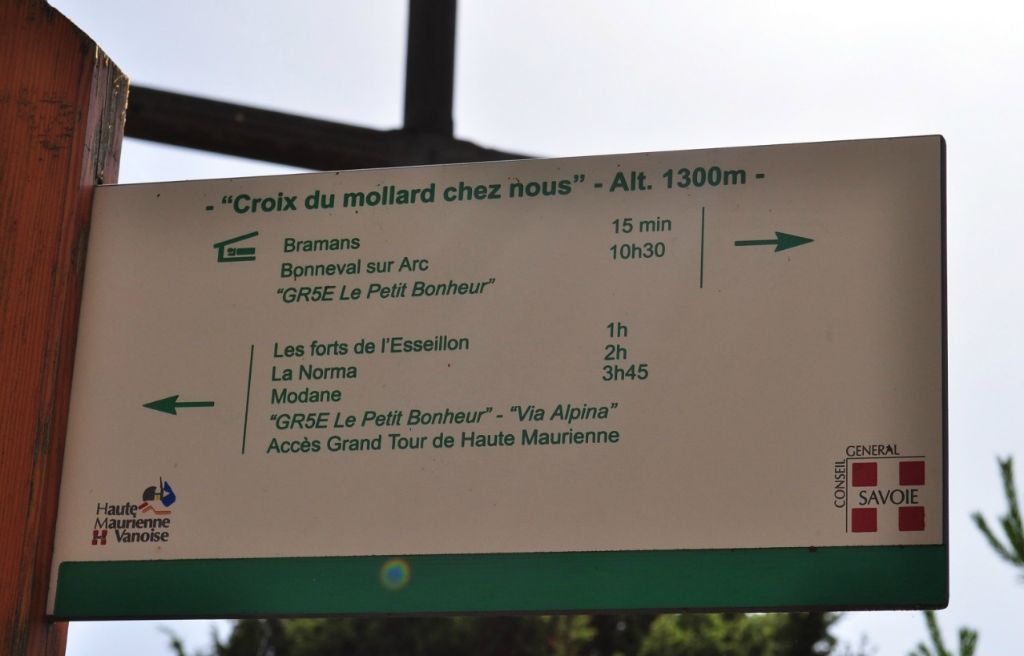 - “Croix du mollard chez nous” - Alt. 1300m -
Bramans 15 min
Bonneval sur Arc 10h30
“GR5E Le Petit Bonheur”
Les forts de l’Esseillon 1h
La Norma 2h
Modane 3h45
“GR5E Le Petit Bonheur” - “Via Alpina”
Accès Grand Tour de Haute Maurienne
Haute
Maurienne
Vanoise
CONSEIL
GENERAL
SAVOIE